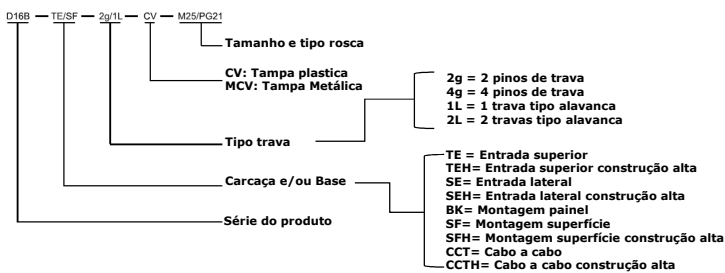 D16B — TE/SF — 2g/1L — CV — M25/PG21
Tamanho e tipo rosca
CV: Tampa plastica
MCV: Tampa Metálica
2g = 2 pinos de trava
4g = 4 pinos de trava
1L = 1 trava tipo alavanca
2L = 2 travas tipo alavanca
Tipo trava
TE = Entrada superior
TEH= Entrada superior construção alta
SE= Entrada lateral
SEH= Entrada lateral construção alta
BK= Montagem painel
SF= Montagem superfície
SFH= Montagem superfície construção alta
CCT= Cabo a cabo
CCTH= Cabo a cabo construção alta
Carcaça e/ou Base
Série do produto